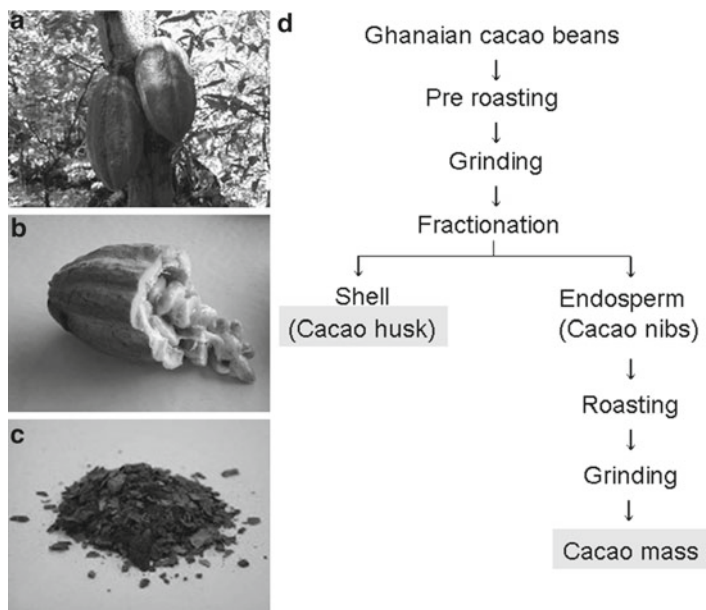 a
b
c
d
Ghanaian cacao beans
↓
Pre roasting
↓
Grinding
↓
Fractionation
Shell
(Cacao husk)
Endosperm
(Cacao nibs)
↓
Roasting
↓
Grinding
↓
Cacao mass